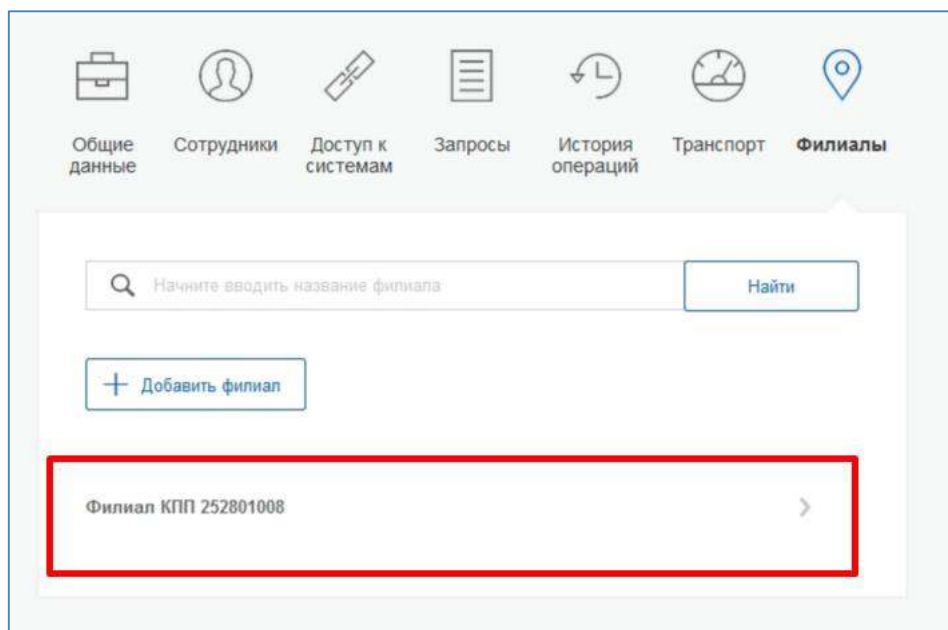 Общие данные
Сотрудники
Доступ к системам
Запросы
История операций
Транспорт
Филиалы
Начните вводить название филиала
Найти
Добавить филиал
Филиал КПП 252801008